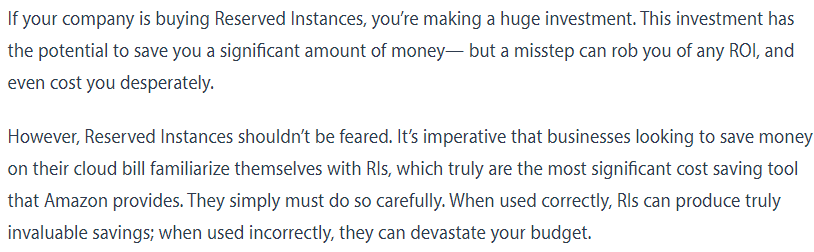 If your company is buying Reserved Instances, you’re making a huge investment. This investment has
the potential to save you a significant amount of money— but a misstep can rob you of any ROI, and
even cost you desperately.
However, Reserved Instances shouldn’t be feared. It’s imperative that businesses looking to save money
on their cloud bill familiarize themselves with RIs, which truly are the most significant cost saving tool
that Amazon provides. They simply must do so carefully. When used correctly, RIs can produce truly
invaluable savings; when used incorrectly, they can devastate your budget.